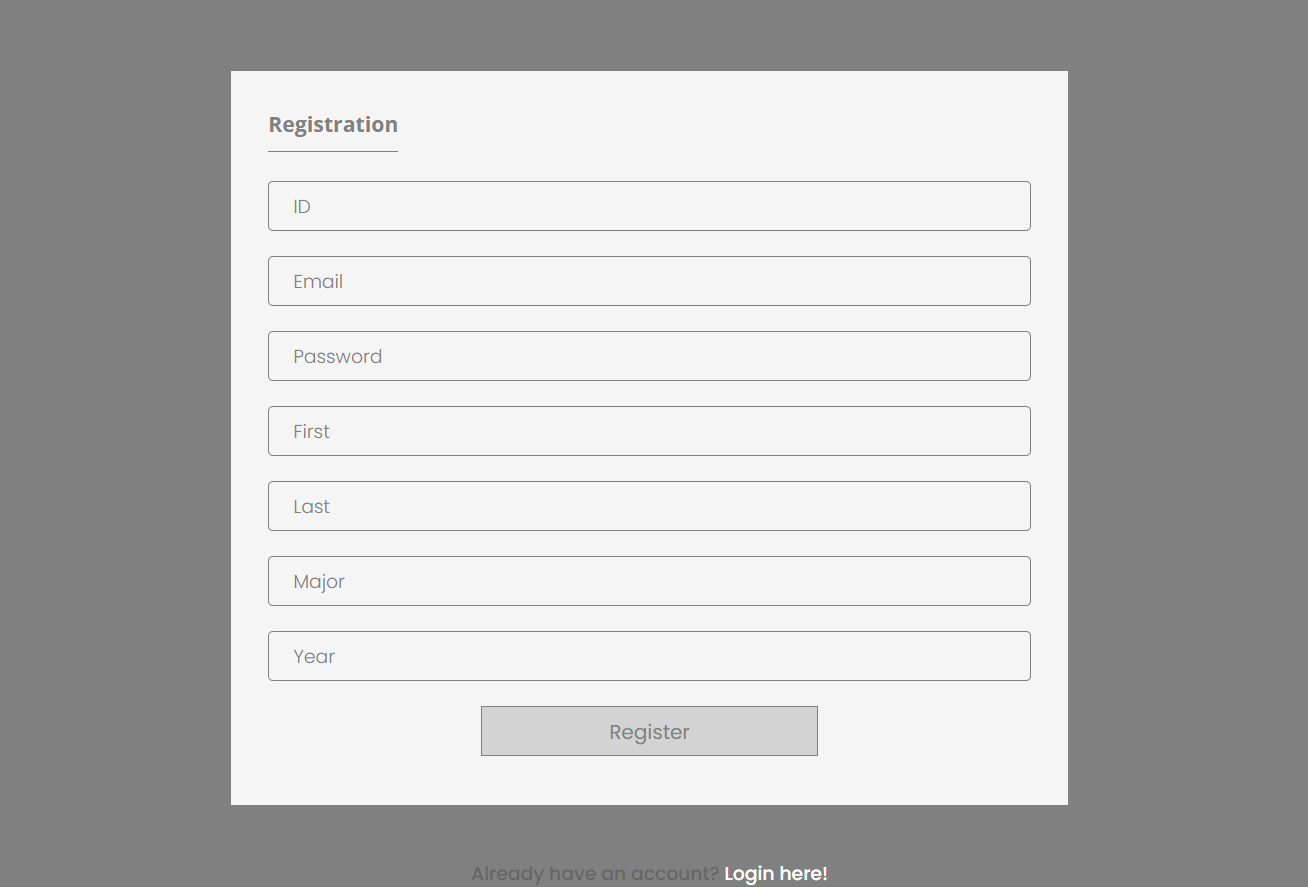 Registration
ID
Email
Password
First
Last
Major
Year
Register
Already have an account? Login here!